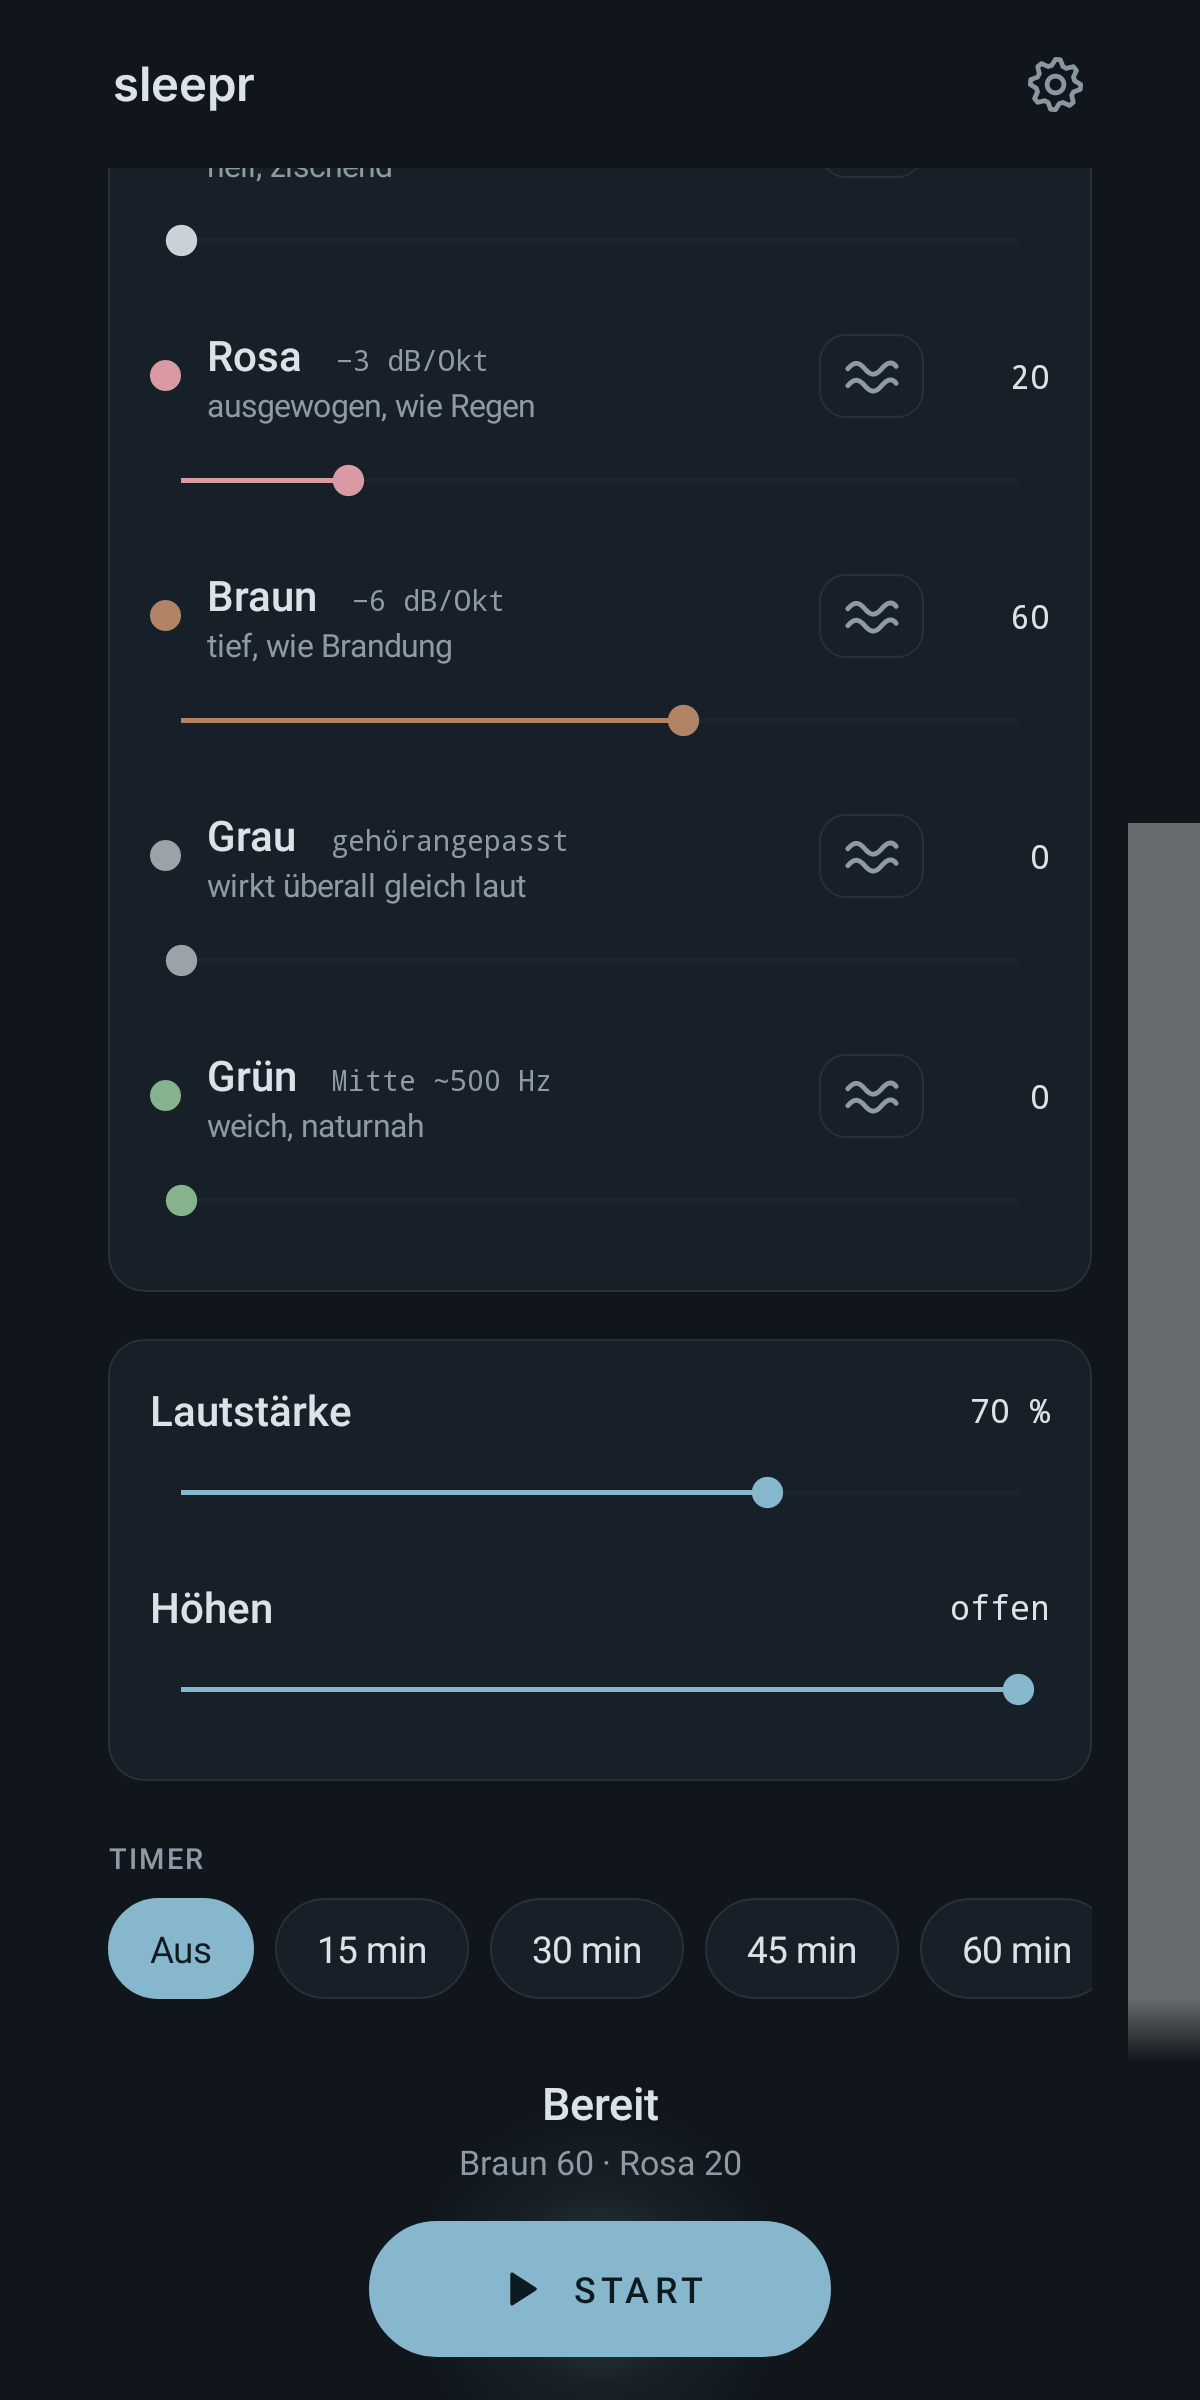 sleepr
hell, zischend
Rosa −3 dB/Okt
ausgewogen, wie Regen
20
Braun −6 dB/Okt
tief, wie Brandung
60
Grau gehörangepasst
wirkt überall gleich laut
0
Grün Mitte ~500 Hz
weich, naturnah
0
Lautstärke 70 %
Höhen offen
TIMER
Aus 15 min 30 min 45 min 60 min
Bereit
Braun 60 · Rosa 20
START